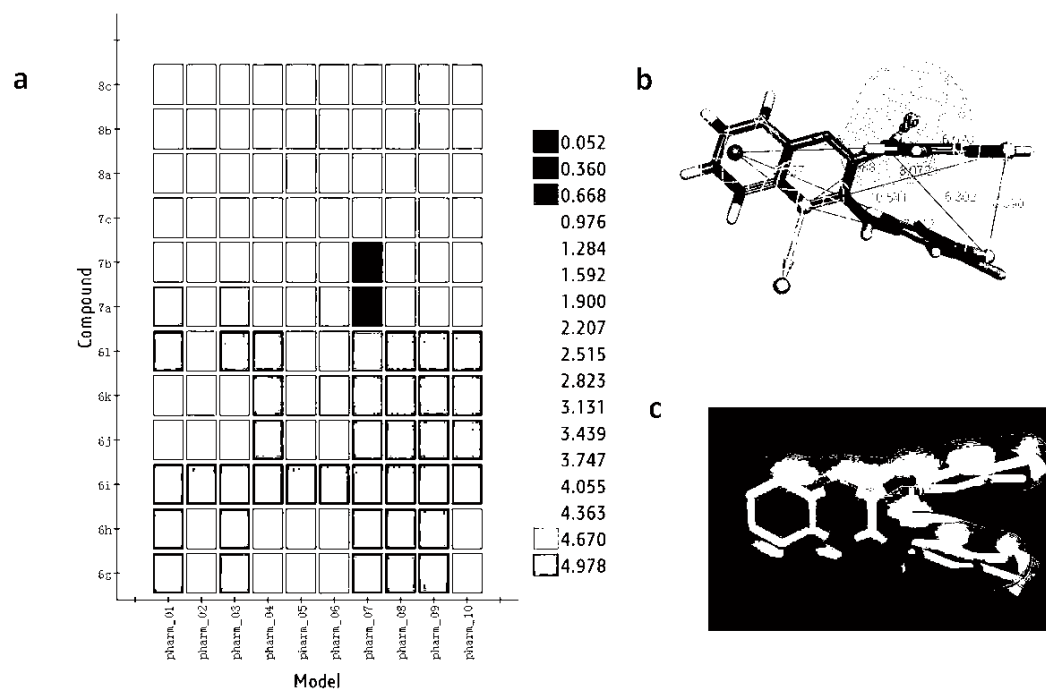 a
b
c
Compound
8c
8b
8a
7c
7b
7a
6l
6k
6j
6i
6h
6g
pharm_01
pharm_02
pharm_03
pharm_04
pharm_05
pharm_06
pharm_07
pharm_08
pharm_09
pharm_10
Model
0.052
0.360
0.668
0.976
1.284
1.592
1.900
2.207
2.515
2.823
3.131
3.439
3.747
4.055
4.363
4.670
4.978